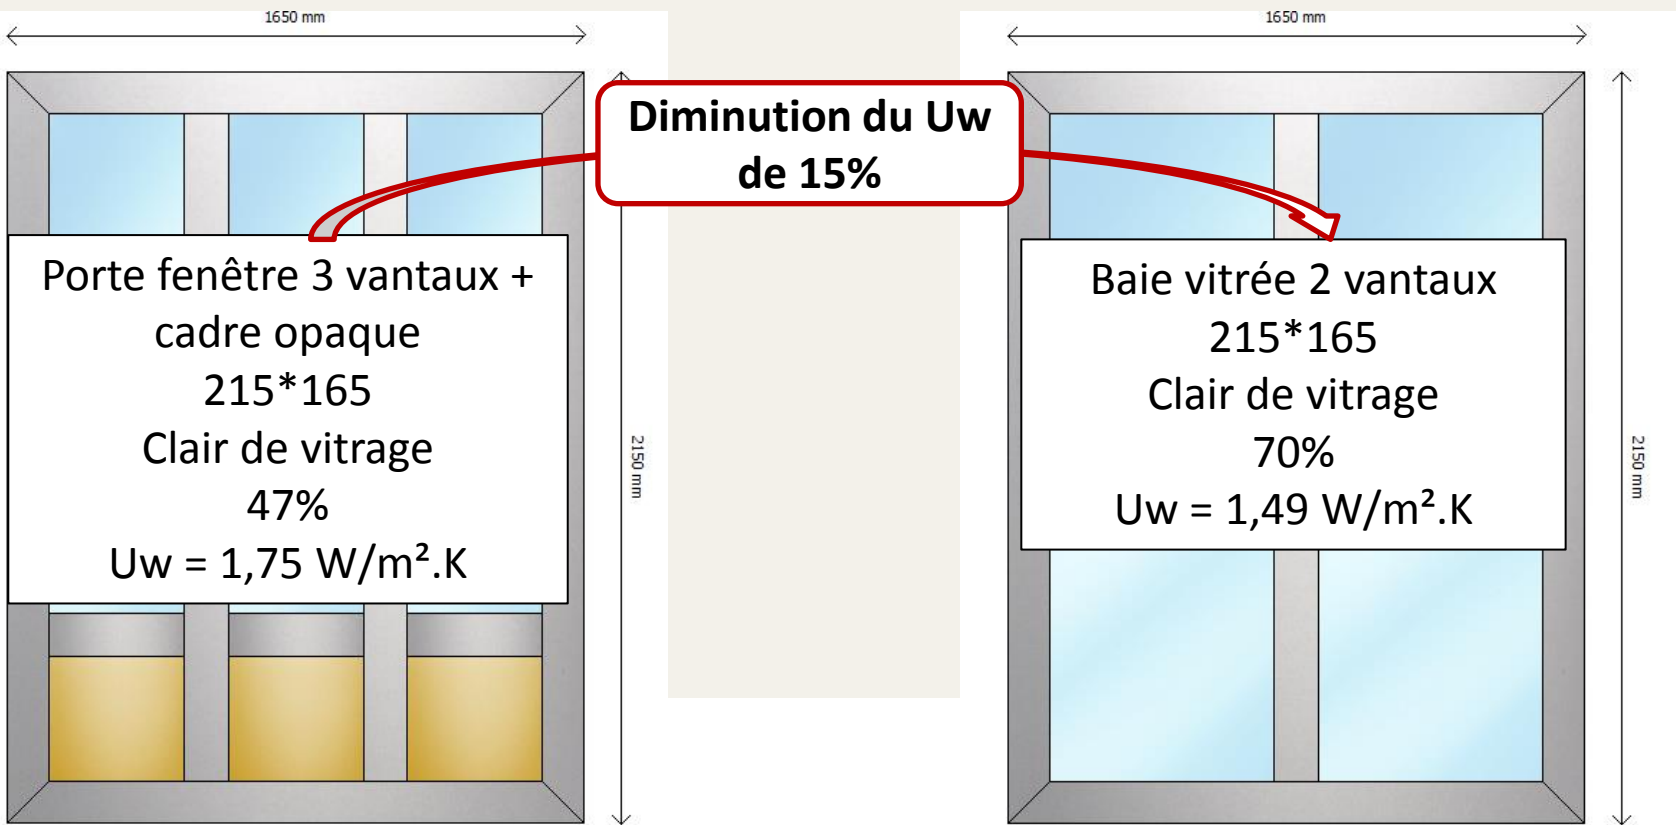 1650 mm
1650 mm
Diminution du Uw
de 15%
Porte fenêtre 3 vantaux +
cadre opaque
215*165
Clair de vitrage
47%
Uw = 1,75 W/m².K
2150 mm
Baie vitrée 2 vantaux
215*165
Clair de vitrage
70%
Uw = 1,49 W/m².K
2150 mm